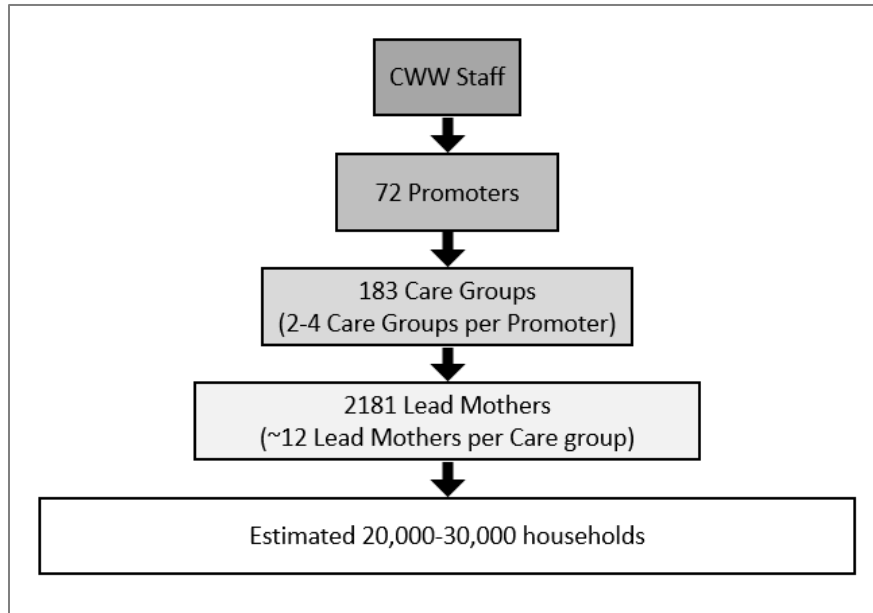 CWW Staff
72 Promoters
183 Care Groups
(2-4 Care Groups per Promoter)
2181 Lead Mothers
(~12 Lead Mothers per Care group)
Estimated 20,000-30,000 households